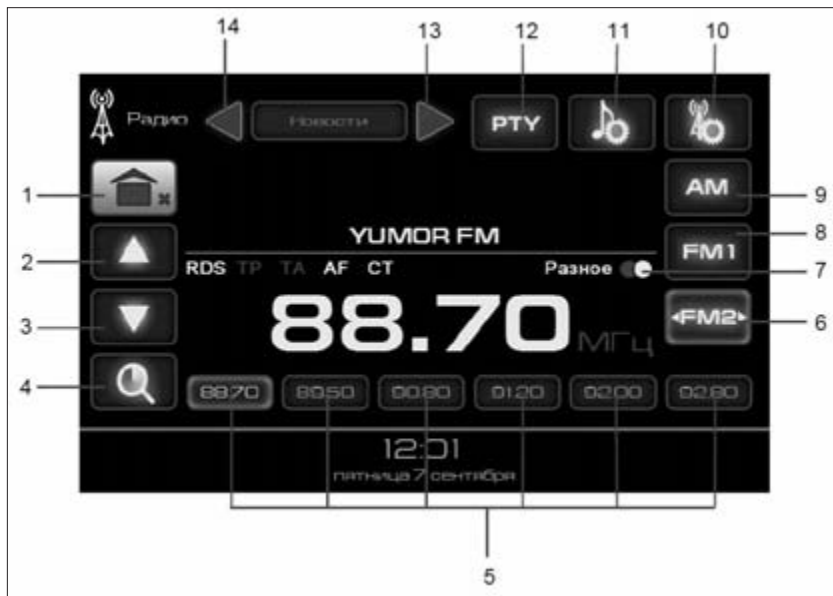 14 13 12 11 10
Радио Новости PTY
AM
1 9
YUMOR FM
FM1 8
2 RDS TP TA AF CT Разное 7
3 88.70 МГц FM2 6
4 88.70 89.50 90.80 91.20 92.00 92.80
12:01
пятница 7 сентября
5